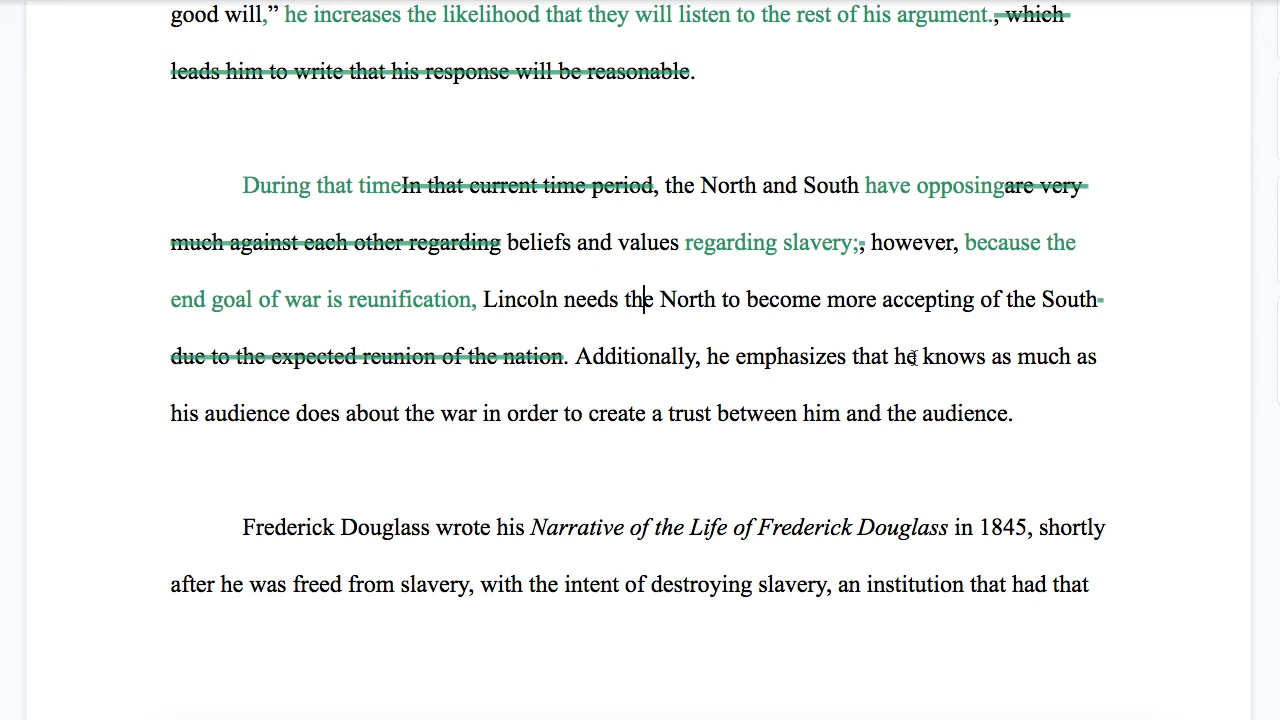 good will,” he increases the likelihood that they will listen to the rest of his argument., which
leads him to write that his response will be reasonable.
During that timeIn that current time period, the North and South have opposingare very
much against each other regarding beliefs and values regarding slavery;, however, because the
end goal of war is reunification, Lincoln needs the North to become more accepting of the South
due to the expected reunion of the nation. Additionally, he emphasizes that he knows as much as
his audience does about the war in order to create a trust between him and the audience.
Frederick Douglass wrote his Narrative of the Life of Frederick Douglass in 1845, shortly
after he was freed from slavery, with the intent of destroying slavery, an institution that had that